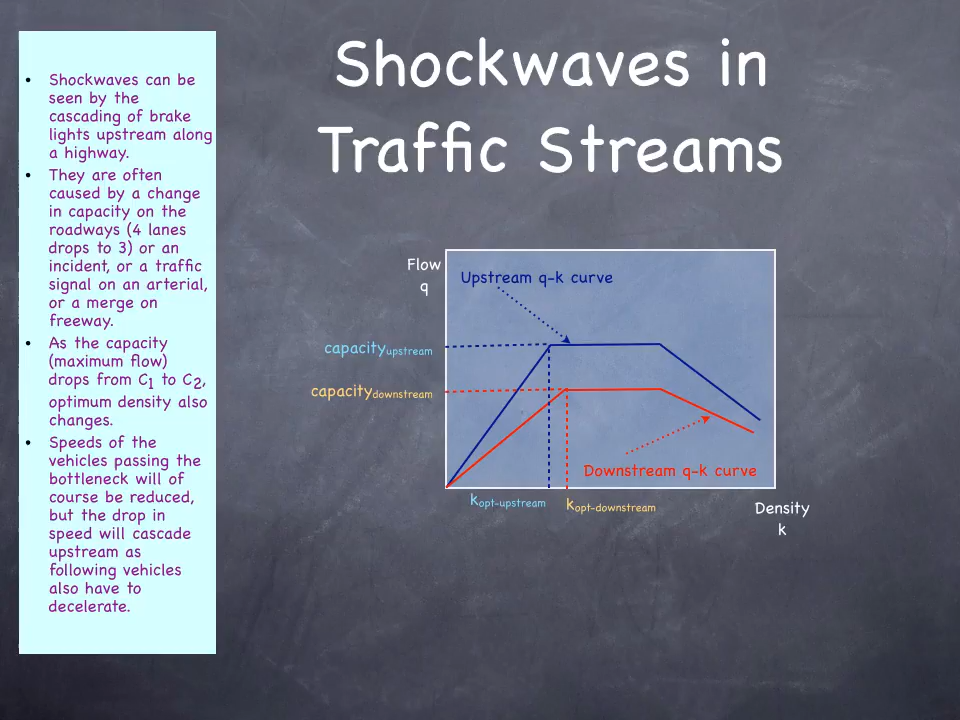 Shockwaves in
Traffic Streams
• Shockwaves can be
seen by the
cascading of brake
lights upstream along
a highway.
• They are often
caused by a change
in capacity on the
roadways (4 lanes
drops to 3) or an
incident, or a traffic
signal on an arterial,
or a merge on
freeway.
• As the capacity
(maximum flow)
drops from C1 to C2,
optimum density also
changes.
• Speeds of the
vehicles passing the
bottleneck will of
course be reduced,
but the drop in
speed will cascade
upstream as
following vehicles
also have to
decelerate.
Flow
q
Upstream q-k curve
capacityupstream
capacitydownstream
Downstream q-k curve
kopt-upstream
kopt-downstream
Density
k